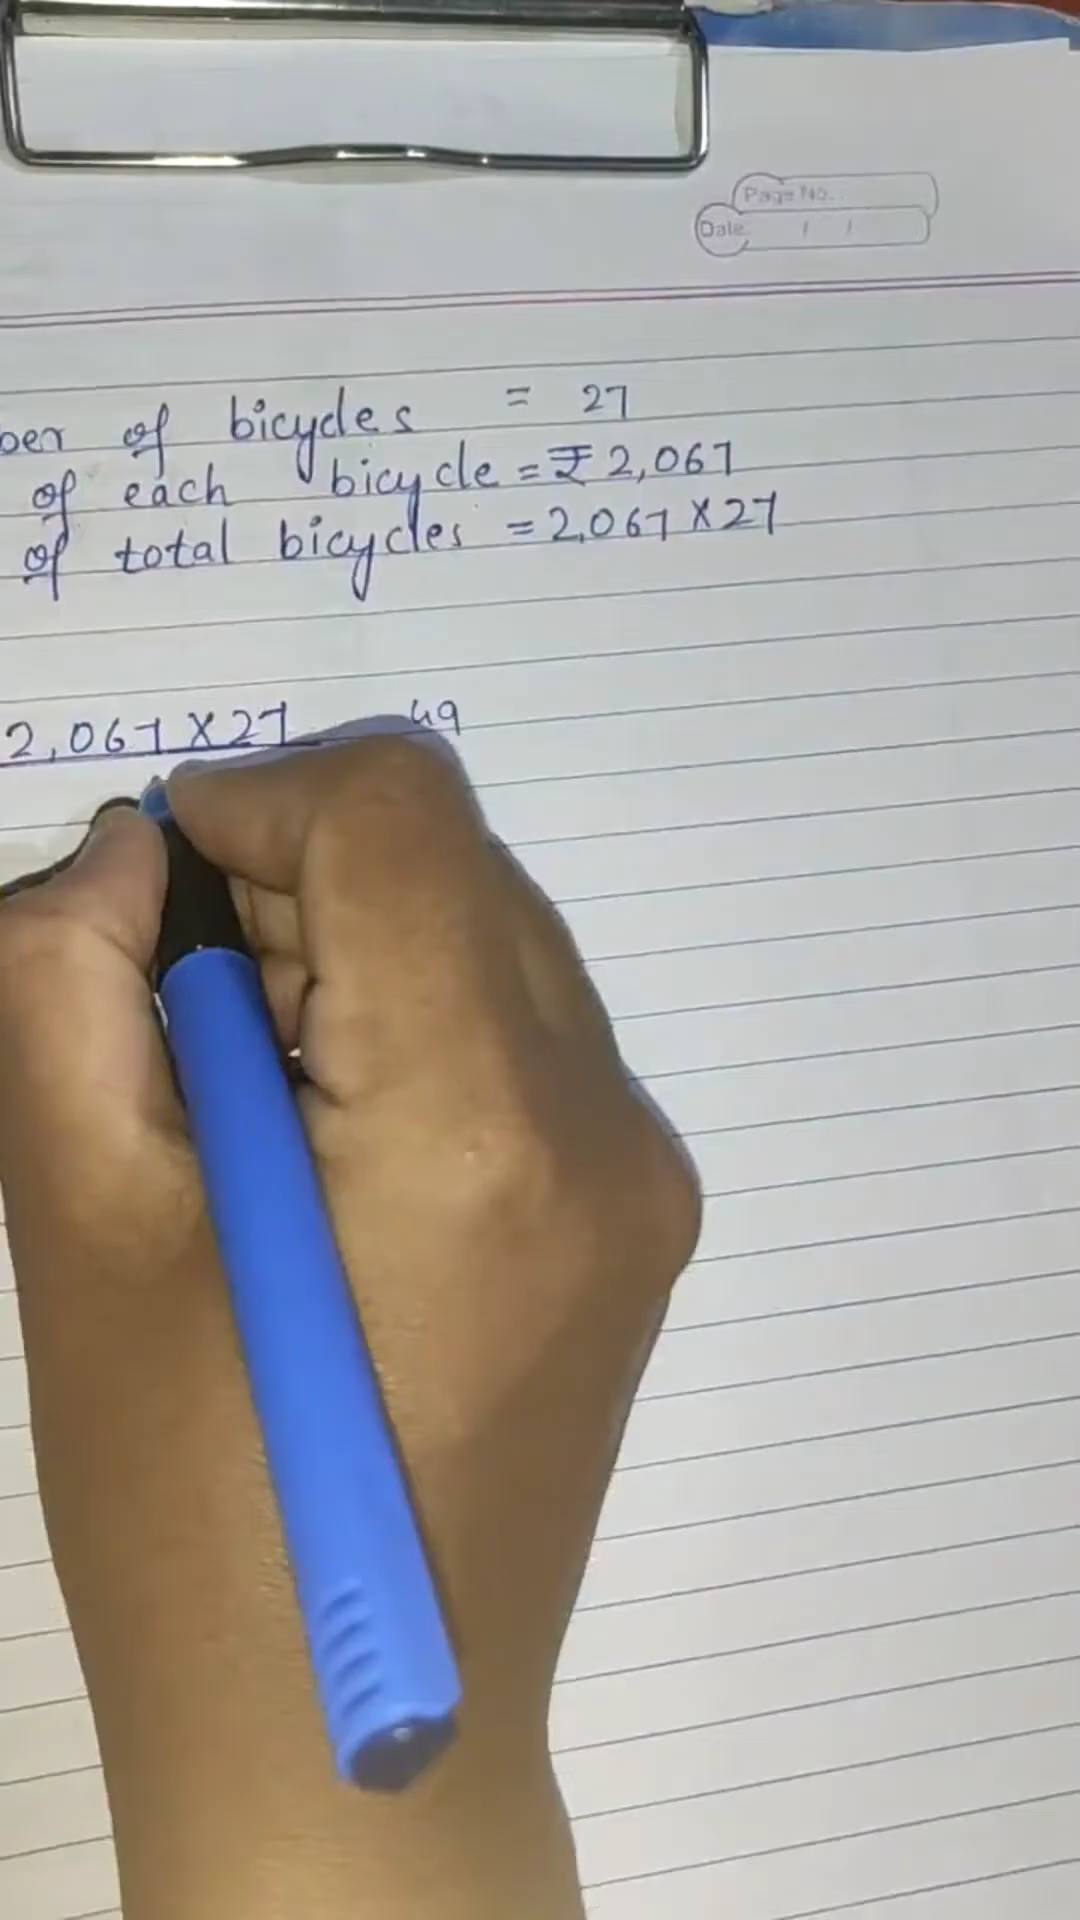 Page No.
Date / /
ber of bicycles = 27
of each bicycle = ₹ 2,067
of total bicycles = 2,067 × 27
2,067 × 27 49